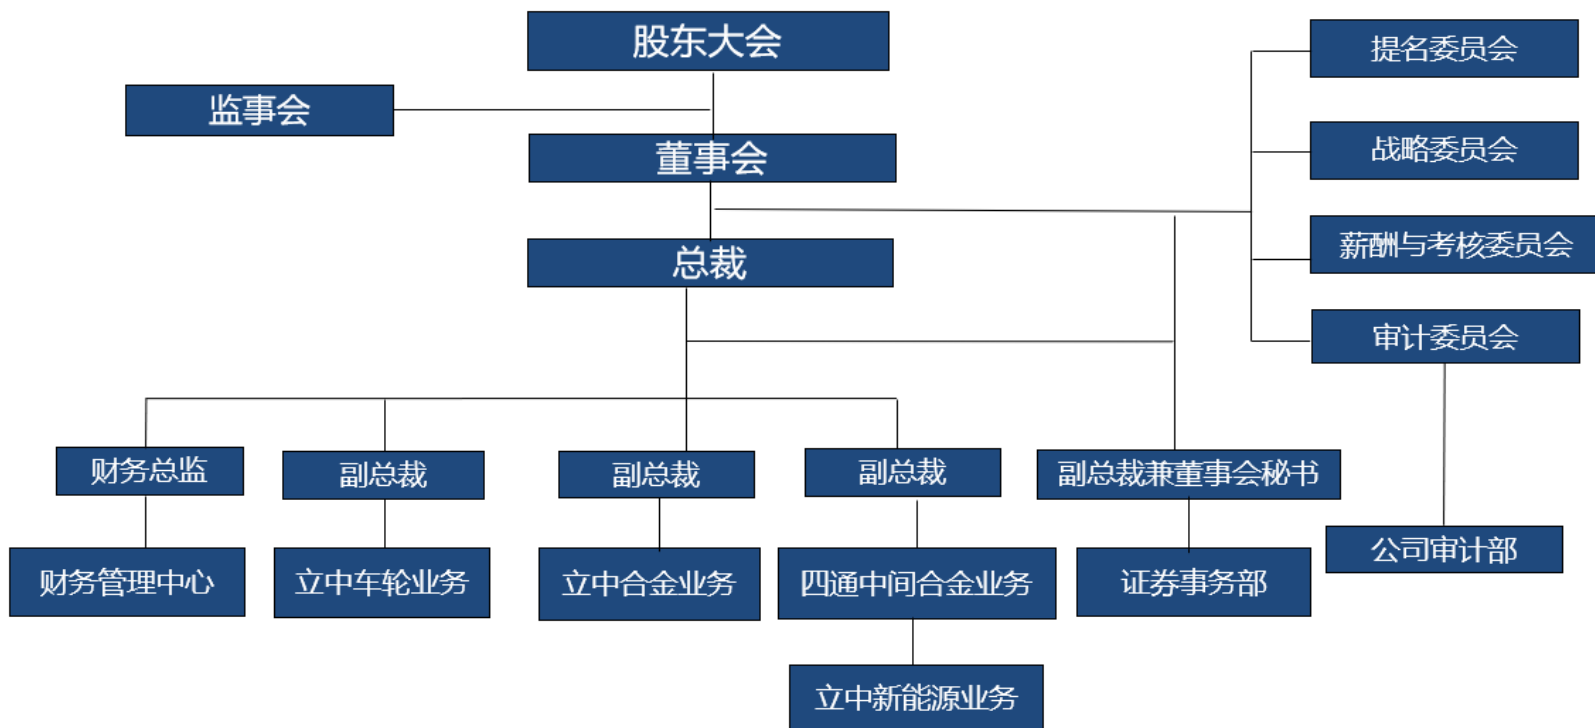 股东大会
提名委员会
监事会
董事会
战略委员会
总裁
薪酬与考核委员会
审计委员会
财务总监
副总裁
副总裁
副总裁
副总裁兼董事会秘书
财务管理中心
立中车轮业务
立中合金业务
四通中间合金业务
证券事务部
公司审计部
立中新能源业务